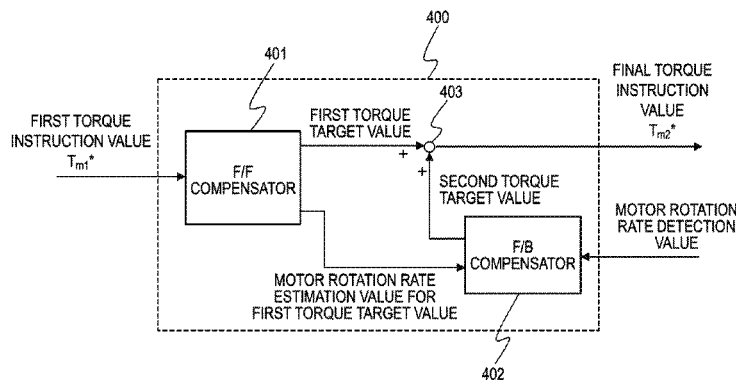 400
401
FINAL TORQUE
INSTRUCTION
VALUE
Tm2*
FIRST TORQUE
TARGET VALUE
403
FIRST TORQUE
INSTRUCTION VALUE
Tm1*
F/F
COMPENSATOR
+
+
SECOND TORQUE
TARGET VALUE
MOTOR ROTATION
RATE DETECTION
VALUE
F/B
COMPENSATOR
MOTOR ROTATION RATE
ESTIMATION VALUE FOR
FIRST TORQUE TARGET VALUE
402